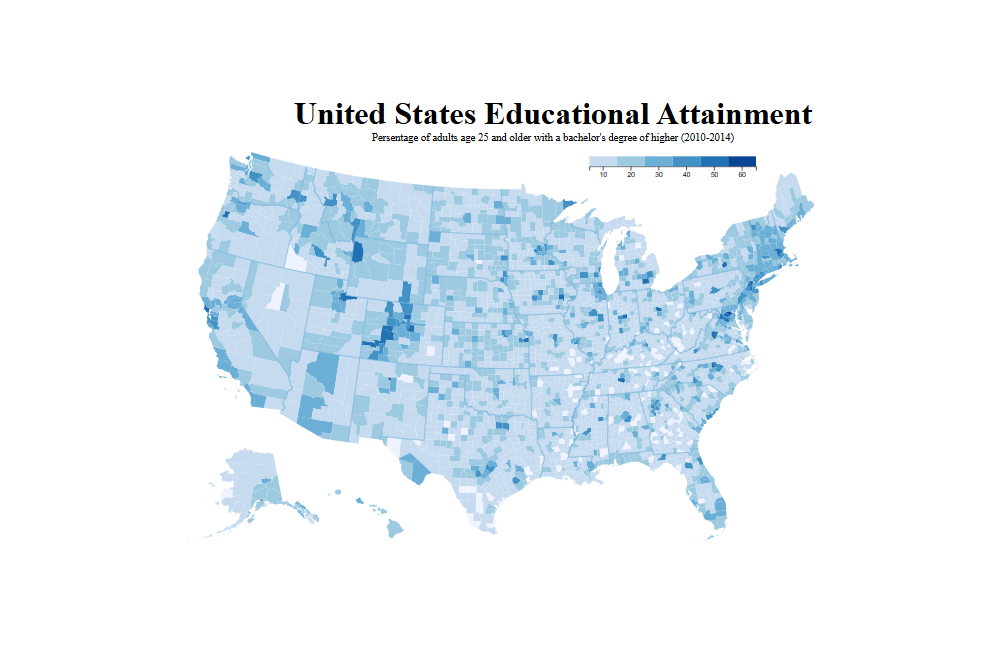 United States Educational Attainment
Persentage of adults age 25 and older with a bachelor's degree of higher (2010-2014)
10 20 30 40 50 60